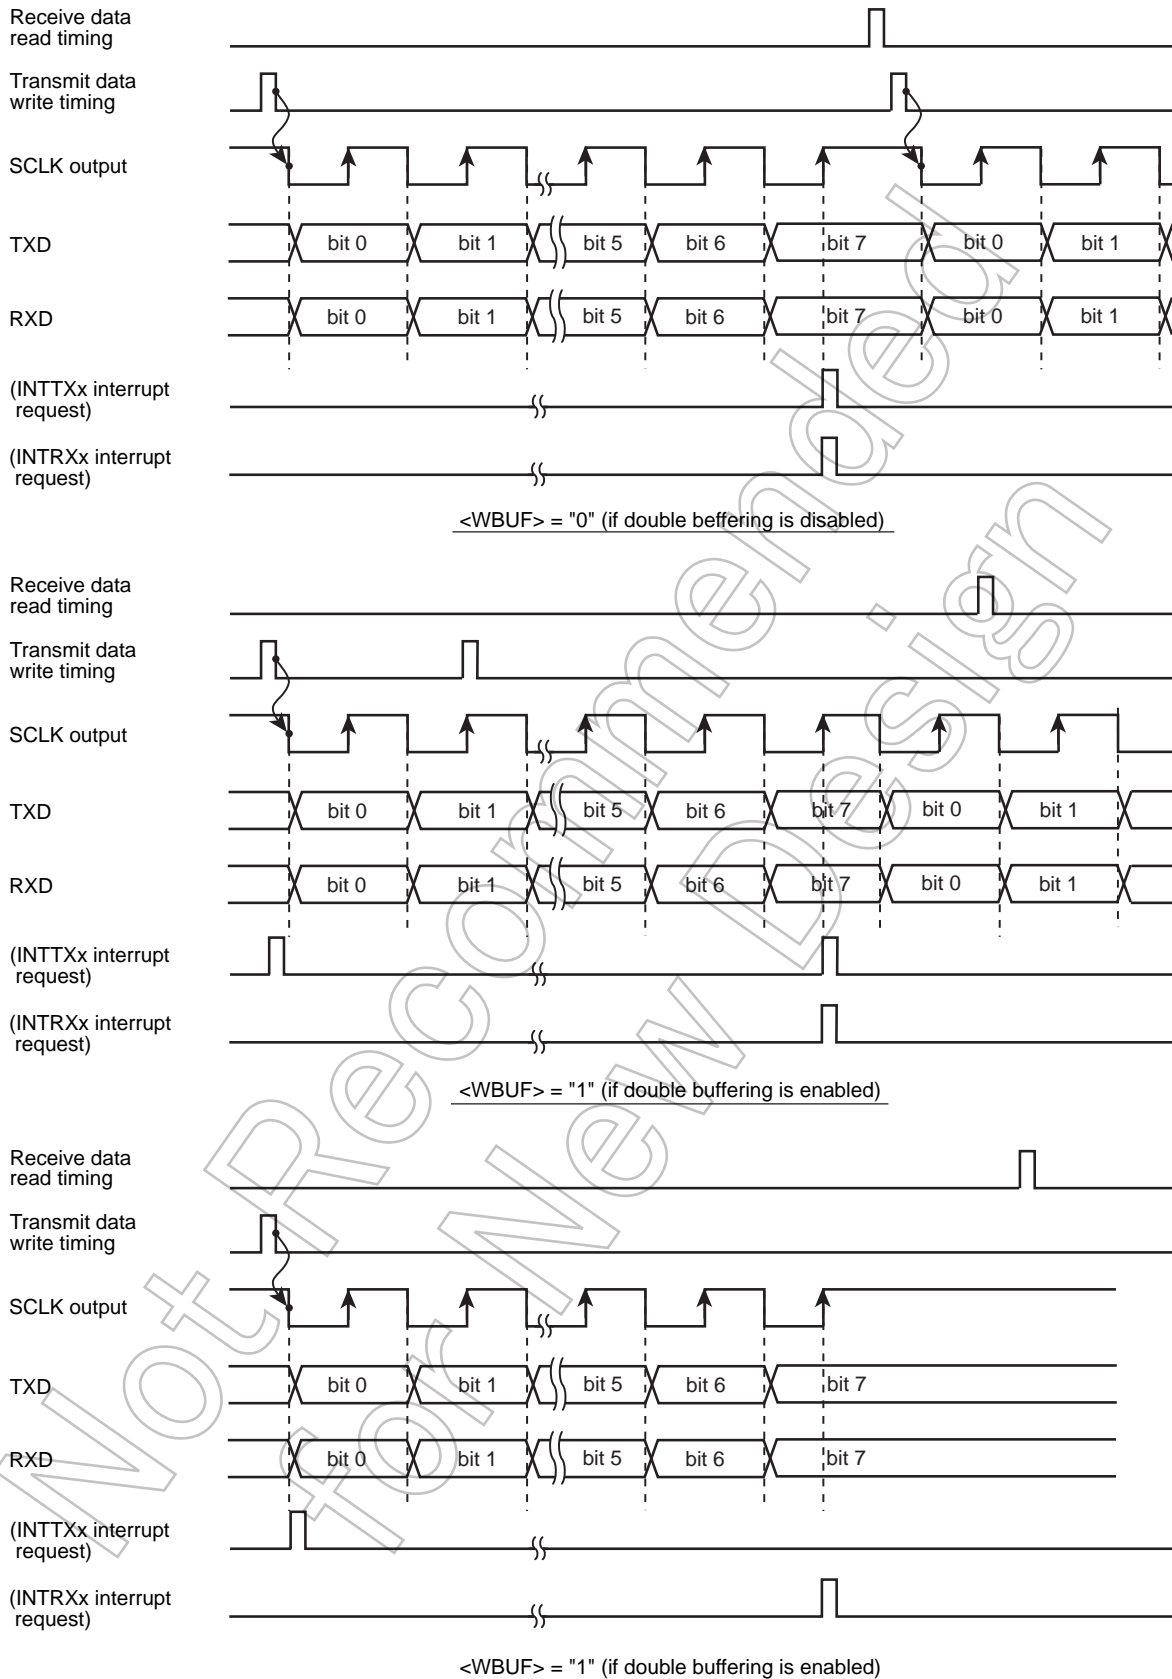 Receive data
read timing
Transmit data
write timing
SCLK output
TXD
bit 0 bit 1 bit 5 bit 6 bit 7 bit 0 bit 1
RXD
bit 0 bit 1 bit 5 bit 6 bit 7 bit 0 bit 1
(INTTXx interrupt
request)
(INTRXx interrupt
request)
<WBUF> = "0" (if double beffering is disabled)
Receive data
read timing
Transmit data
write timing
SCLK output
TXD
bit 0 bit 1 bit 5 bit 6 bit 7 bit 0 bit 1
RXD
bit 0 bit 1 bit 5 bit 6 bit 7 bit 0 bit 1
(INTTXx interrupt
request)
(INTRXx interrupt
request)
<WBUF> = "1" (if double buffering is enabled)
Receive data
read timing
Transmit data
write timing
SCLK output
TXD
bit 0 bit 1 bit 5 bit 6 bit 7
RXD
bit 0 bit 1 bit 5 bit 6 bit 7
(INTTXx interrupt
request)
(INTRXx interrupt
request)
<WBUF> = "1" (if double buffering is enabled)
Not Recommended
for New Design